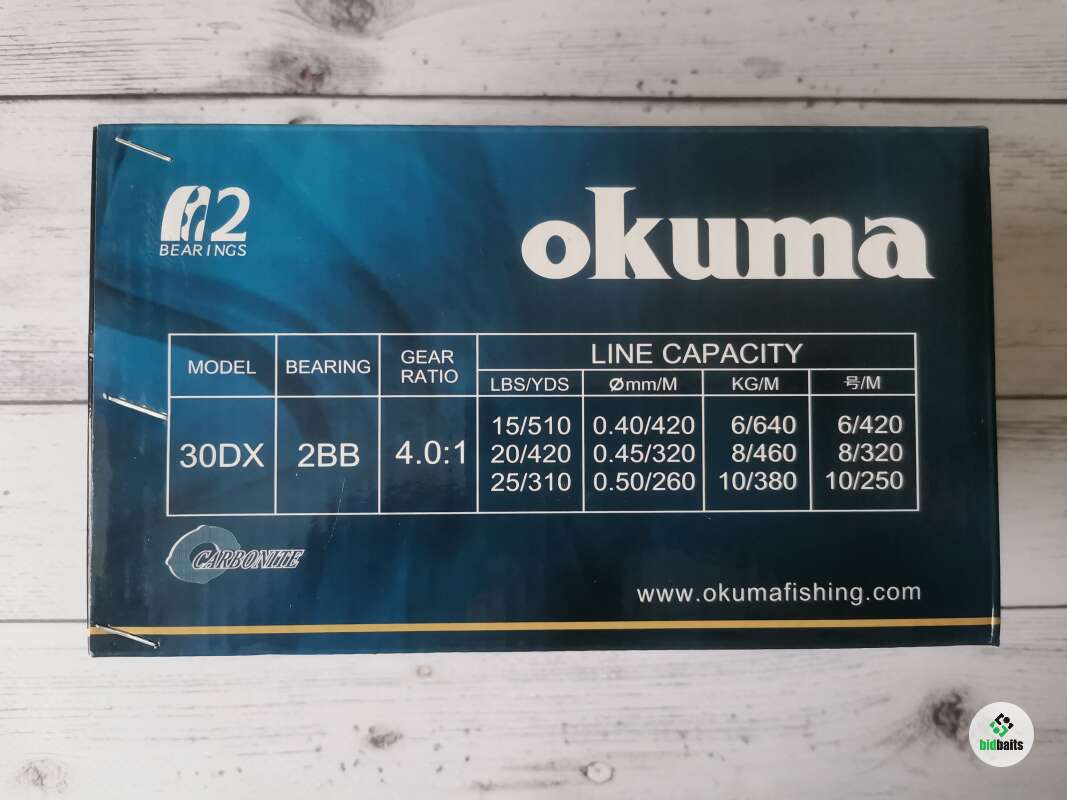 2
BEARINGS
okuma
MODEL BEARING GEAR RATIO LINE CAPACITY
LBS/YDS Ømm/M KG/M 号/M
30DX 2BB 4.0:1
15/510 0.40/420 6/640 6/420
20/420 0.45/320 8/460 8/320
25/310 0.50/260 10/380 10/250
CARBONITE
www.okumafishing.com
bidbaits